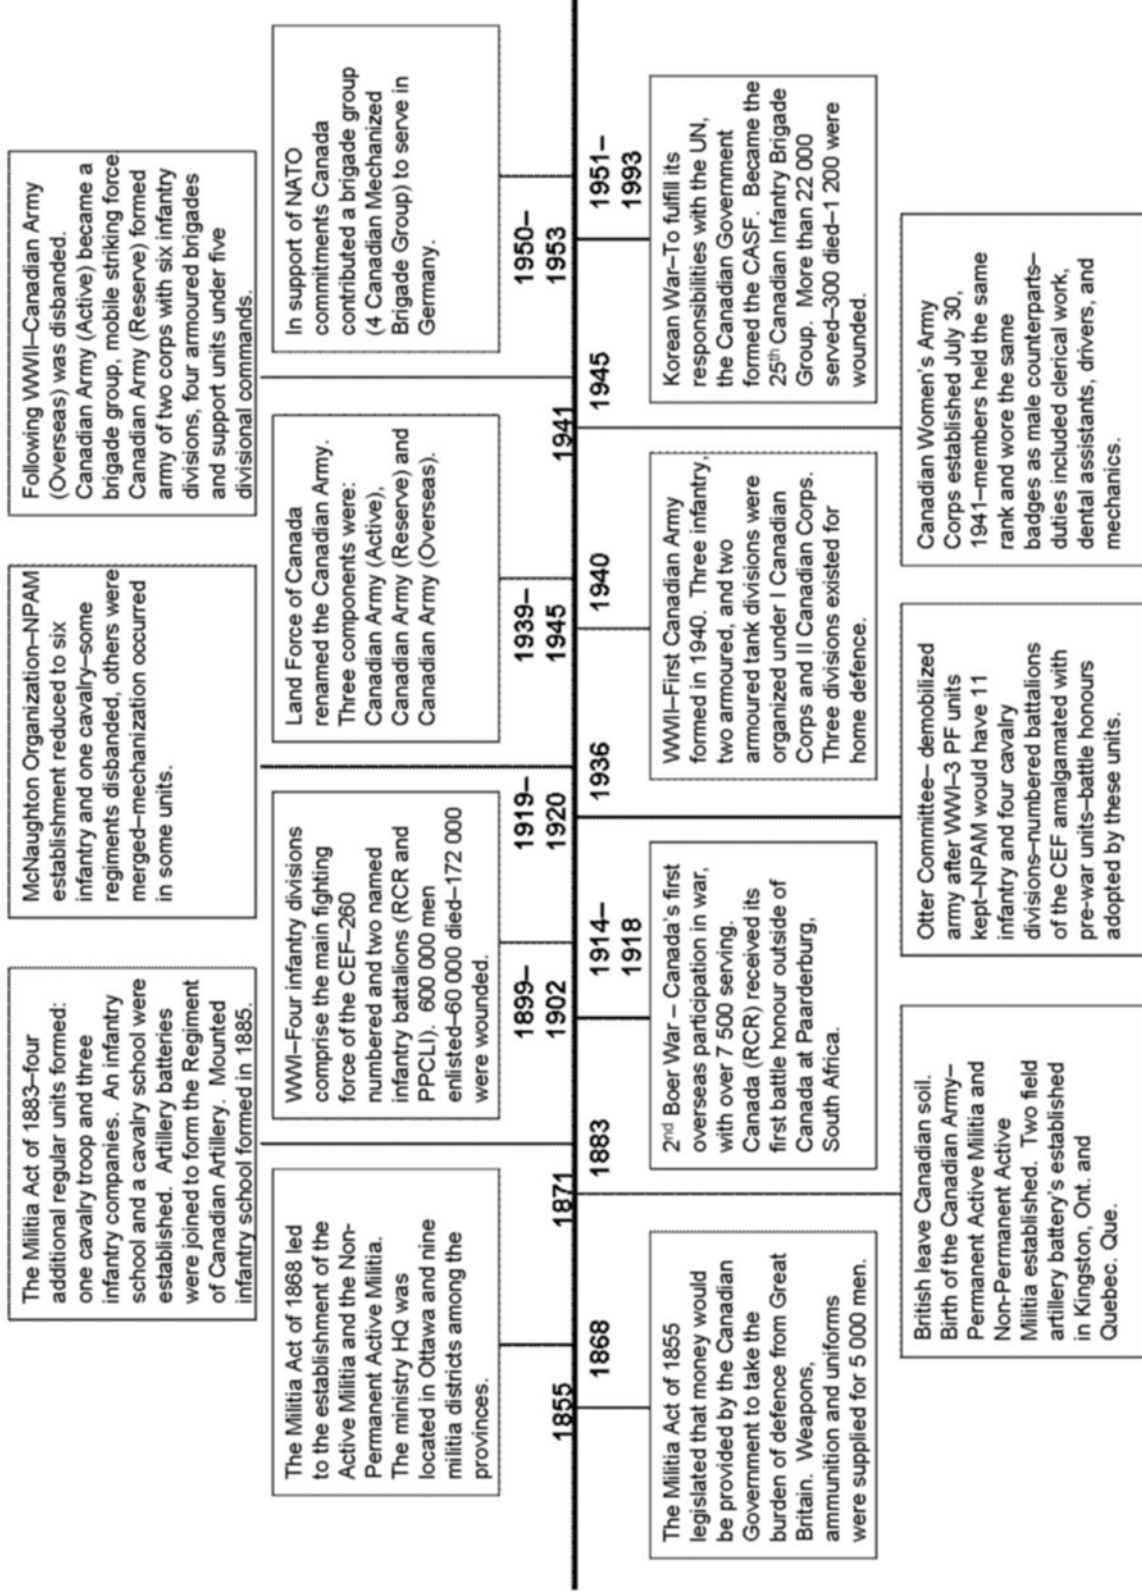 The Militia Act of 1883–four
additional regular units formed:
one cavalry troop and three
infantry companies. An infantry
school and a cavalry school were
established. Artillery batteries
were joined to form the Regiment
of Canadian Artillery. Mounted
infantry school formed in 1885.
McNaughton Organization–NPAM
establishment reduced to six
infantry and one cavalry–some
regiments disbanded, others were
merged–mechanization occurred
in some units.
Following WWII–Canadian Army
(Overseas) was disbanded.
Canadian Army (Active) became a
brigade group, mobile striking force.
Canadian Army (Reserve) formed
army of two corps with six infantry
divisions, four armoured brigades
and support units under five
divisional commands.
The Militia Act of 1868 led
to the establishment of the
Active Militia and the Non-
Permanent Active Militia.
The ministry HQ was
located in Ottawa and nine
militia districts among the
provinces.
WWI–Four infantry divisions
comprise the main fighting
force of the CEF–260
numbered and two named
infantry battalions (RCR and
PPCLI). 600 000 men
enlisted–60 000 died–172 000
were wounded.
Land Force of Canada
renamed the Canadian Army.
Three components were:
Canadian Army (Active),
Canadian Army (Reserve) and
Canadian Army (Overseas).
In support of NATO
commitments Canada
contributed a brigade group
(4 Canadian Mechanized
Brigade Group) to serve in
Germany.
1855
1868
1871
1883
1899–
1902
1914–
1918
1919–
1920
1936
1939–
1945
1940
1941
1945
1950–
1953
1951–
1993
The Militia Act of 1855
legislated that money would
be provided by the Canadian
Government to take the
burden of defence from Great
Britain. Weapons,
ammunition and uniforms
were supplied for 5 000 men.
2nd Boer War – Canada's first
overseas participation in war,
with over 7 500 serving.
Canada (RCR) received its
first battle honour outside of
Canada at Paarderburg,
South Africa.
WWII–First Canadian Army
formed in 1940. Three infantry,
two armoured, and two
armoured tank divisions were
organized under I Canadian
Corps and II Canadian Corps.
Three divisions existed for
home defence.
Korean War–To fulfill its
responsibilities with the UN,
the Canadian Government
formed the CASF. Became the
25th Canadian Infantry Brigade
Group. More than 22 000
served–300 died–1 200 were
wounded.
British leave Canadian soil.
Birth of the Canadian Army–
Permanent Active Militia and
Non-Permanent Active
Militia established. Two field
artillery battery's established
in Kingston, Ont. and
Quebec. Que.
Otter Committee– demobilized
army after WWI–3 PF units
kept–NPAM would have 11
infantry and four cavalry
divisions–numbered battalions
of the CEF amalgamated with
pre-war units–battle honours
adopted by these units.
Canadian Women's Army
Corps established July 30,
1941–members held the same
rank and wore the same
badges as male counterparts–
duties included clerical work,
dental assistants, drivers, and
mechanics.